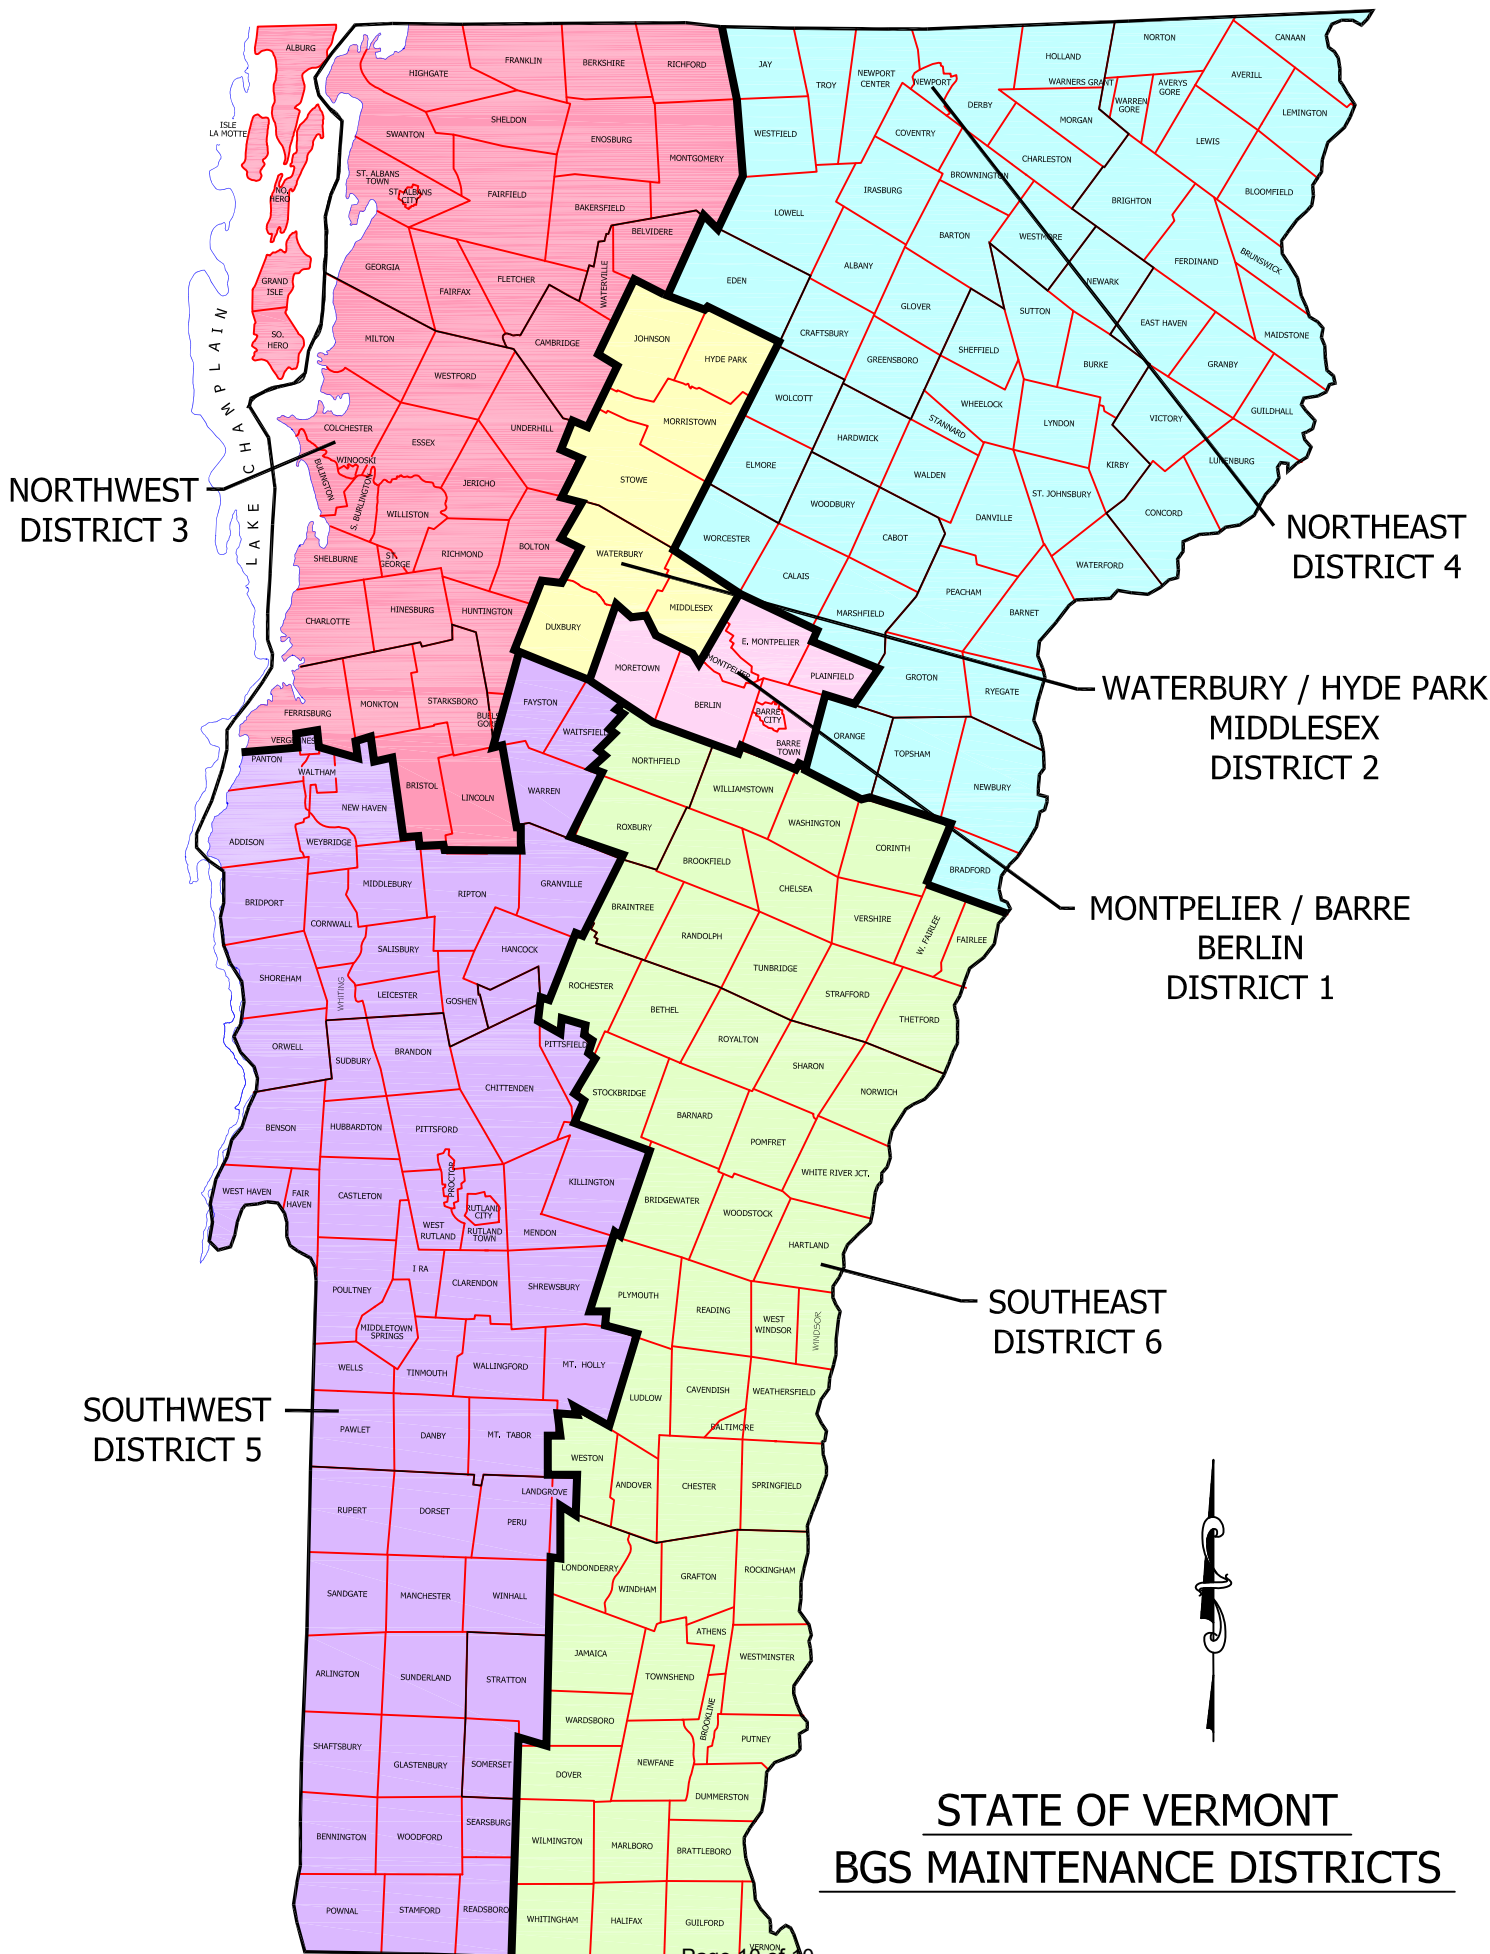 ALBURG
ISLE
LA MOTTE
NO.
HERO
GRAND
ISLE
SO.
HERO
HIGHGATE
FRANKLIN
BERKSHIRE
RICHFORD
SWANTON
SHELDON
ENOSBURG
MONTGOMERY
ST. ALBANS
TOWN
ST. ALBANS
CITY
FAIRFIELD
BAKERSFIELD
BELVIDERE
WATERVILLE
GEORGIA
FAIRFAX
FLETCHER
CAMBRIDGE
MILTON
WESTFORD
UNDERHILL
COLCHESTER
ESSEX
WINOOSKI
BULINGTON
S. BURLINGTON
JERICHO
WILLISTON
BOLTON
RICHMOND
SHELBURNE
ST.
GEORGE
HINESBURG
HUNTINGTON
CHARLOTTE
FERRISBURG
MONKTON
STARKSBORO
BUELS
GORE
VERGENNES
BRISTOL
LINCOLN
LAKE CHAMPLAIN
NORTHWEST
DISTRICT 3
JAY
TROY
NEWPORT
CENTER
NEWPORT
DERBY
HOLLAND
NORTON
CANAAN
WARNERS GRANT
WARREN
GORE
AVERYS
GORE
AVERILL
LEMINGTON
WESTFIELD
COVENTRY
MORGAN
LEWIS
CHARLESTON
BROWNINGTON
IRASBURG
BRIGHTON
BLOOMFIELD
LOWELL
BARTON
WESTMORE
FERDINAND
BRUNSWICK
EDEN
ALBANY
NEWARK
GLOVER
SUTTON
EAST HAVEN
MAIDSTONE
CRAFTSBURY
GREENSBORO
SHEFFIELD
BURKE
GRANBY
WOLCOTT
HARDWICK
STANNARD
WHEELOCK
LYNDON
VICTORY
GUILDHALL
ELMORE
WALDEN
KIRBY
LUNENBURG
WOODBURY
ST. JOHNSBURY
DANVILLE
CONCORD
WORCESTER
CABOT
CALAIS
WATERFORD
MARSHFIELD
PEACHAM
BARNET
GROTON
RYEGATE
ORANGE
TOPSHAM
NEWBURY
BRADFORD
NORTHEAST
DISTRICT 4
JOHNSON
HYDE PARK
MORRISTOWN
STOWE
WATERBURY
MIDDLESEX
DUXBURY
WATERBURY / HYDE PARK
MIDDLESEX
DISTRICT 2
E. MONTPELIER
MONTPELIER
PLAINFIELD
MORETOWN
BERLIN
BARRE
CITY
BARRE
TOWN
MONTPELIER / BARRE
BERLIN
DISTRICT 1
FAYSTON
WAITSFIELD
WARREN
PANTON
WALTHAM
NEW HAVEN
ADDISON
WEYBRIDGE
MIDDLEBURY
RIPTON
GRANVILLE
BRIDPORT
CORNWALL
SALISBURY
HANCOCK
SHOREHAM
WHITING
LEICESTER
GOSHEN
ORWELL
SUDBURY
BRANDON
PITTSFIELD
CHITTENDEN
BENSON
HUBBARDTON
PITTSFORD
PROCTOR
KILLINGTON
WEST HAVEN
FAIR
HAVEN
CASTLETON
RUTLAND
CITY
WEST
RUTLAND
RUTLAND
TOWN
MENDON
I RA
CLARENDON
SHREWSBURY
POULTNEY
MIDDLETOWN
SPRINGS
WELLS
TINMOUTH
WALLINGFORD
MT. HOLLY
PAWLET
DANBY
MT. TABOR
LANDGROVE
RUPERT
DORSET
PERU
SANDGATE
MANCHESTER
WINHALL
ARLINGTON
SUNDERLAND
STRATTON
SHAFTSBURY
GLASTENBURY
SOMERSET
BENNINGTON
WOODFORD
SEARSBURG
POWNAL
STAMFORD
READSBORO
SOUTHWEST
DISTRICT 5
NORTHFIELD
WILLIAMSTOWN
WASHINGTON
CORINTH
ROXBURY
BROOKFIELD
CHELSEA
VERSHIRE
W. FAIRLEE
FAIRLEE
BRAINTREE
RANDOLPH
TUNBRIDGE
STRAFFORD
THETFORD
ROCHESTER
BETHEL
ROYALTON
SHARON
NORWICH
STOCKBRIDGE
BARNARD
POMFRET
WHITE RIVER JCT.
BRIDGEWATER
WOODSTOCK
HARTLAND
PLYMOUTH
READING
WEST
WINDSOR
WINDSOR
LUDLOW
CAVENDISH
WEATHERSFIELD
BALTIMORE
WESTON
ANDOVER
CHESTER
SPRINGFIELD
LONDONDERRY
WINDHAM
GRAFTON
ROCKINGHAM
ATHENS
JAMAICA
TOWNSHEND
WESTMINSTER
WARDSBORO
BROOKLINE
PUTNEY
DOVER
NEWFANE
DUMMERSTON
WILMINGTON
MARLBORO
BRATTLEBORO
WHITINGHAM
HALIFAX
GUILFORD
VERNON
SOUTHEAST
DISTRICT 6
STATE OF VERMONT
BGS MAINTENANCE DISTRICTS